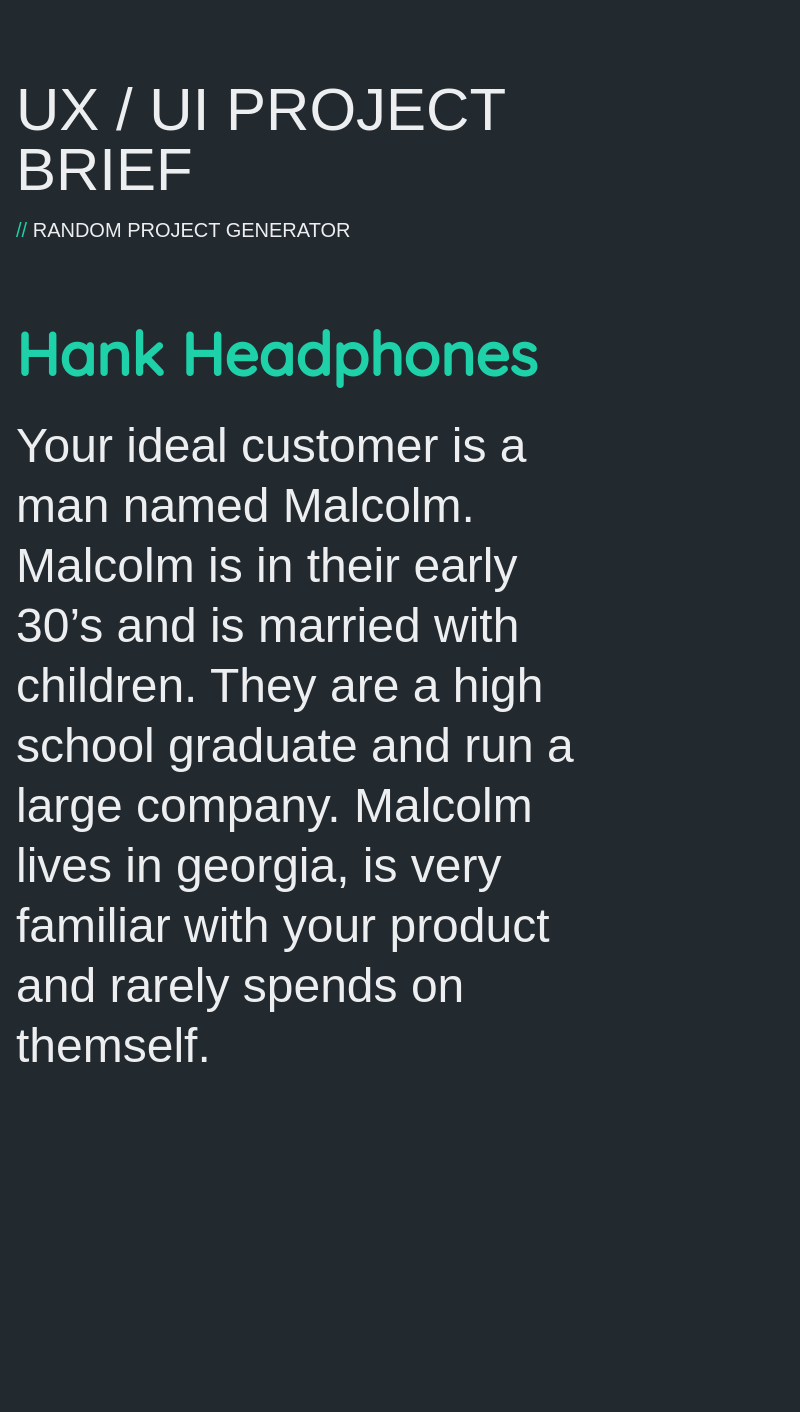 UX / UI PROJECT
BRIEF
// RANDOM PROJECT GENERATOR
Hank Headphones
Your ideal customer is a
man named Malcolm.
Malcolm is in their early
30’s and is married with
children. They are a high
school graduate and run a
large company. Malcolm
lives in georgia, is very
familiar with your product
and rarely spends on
themself.